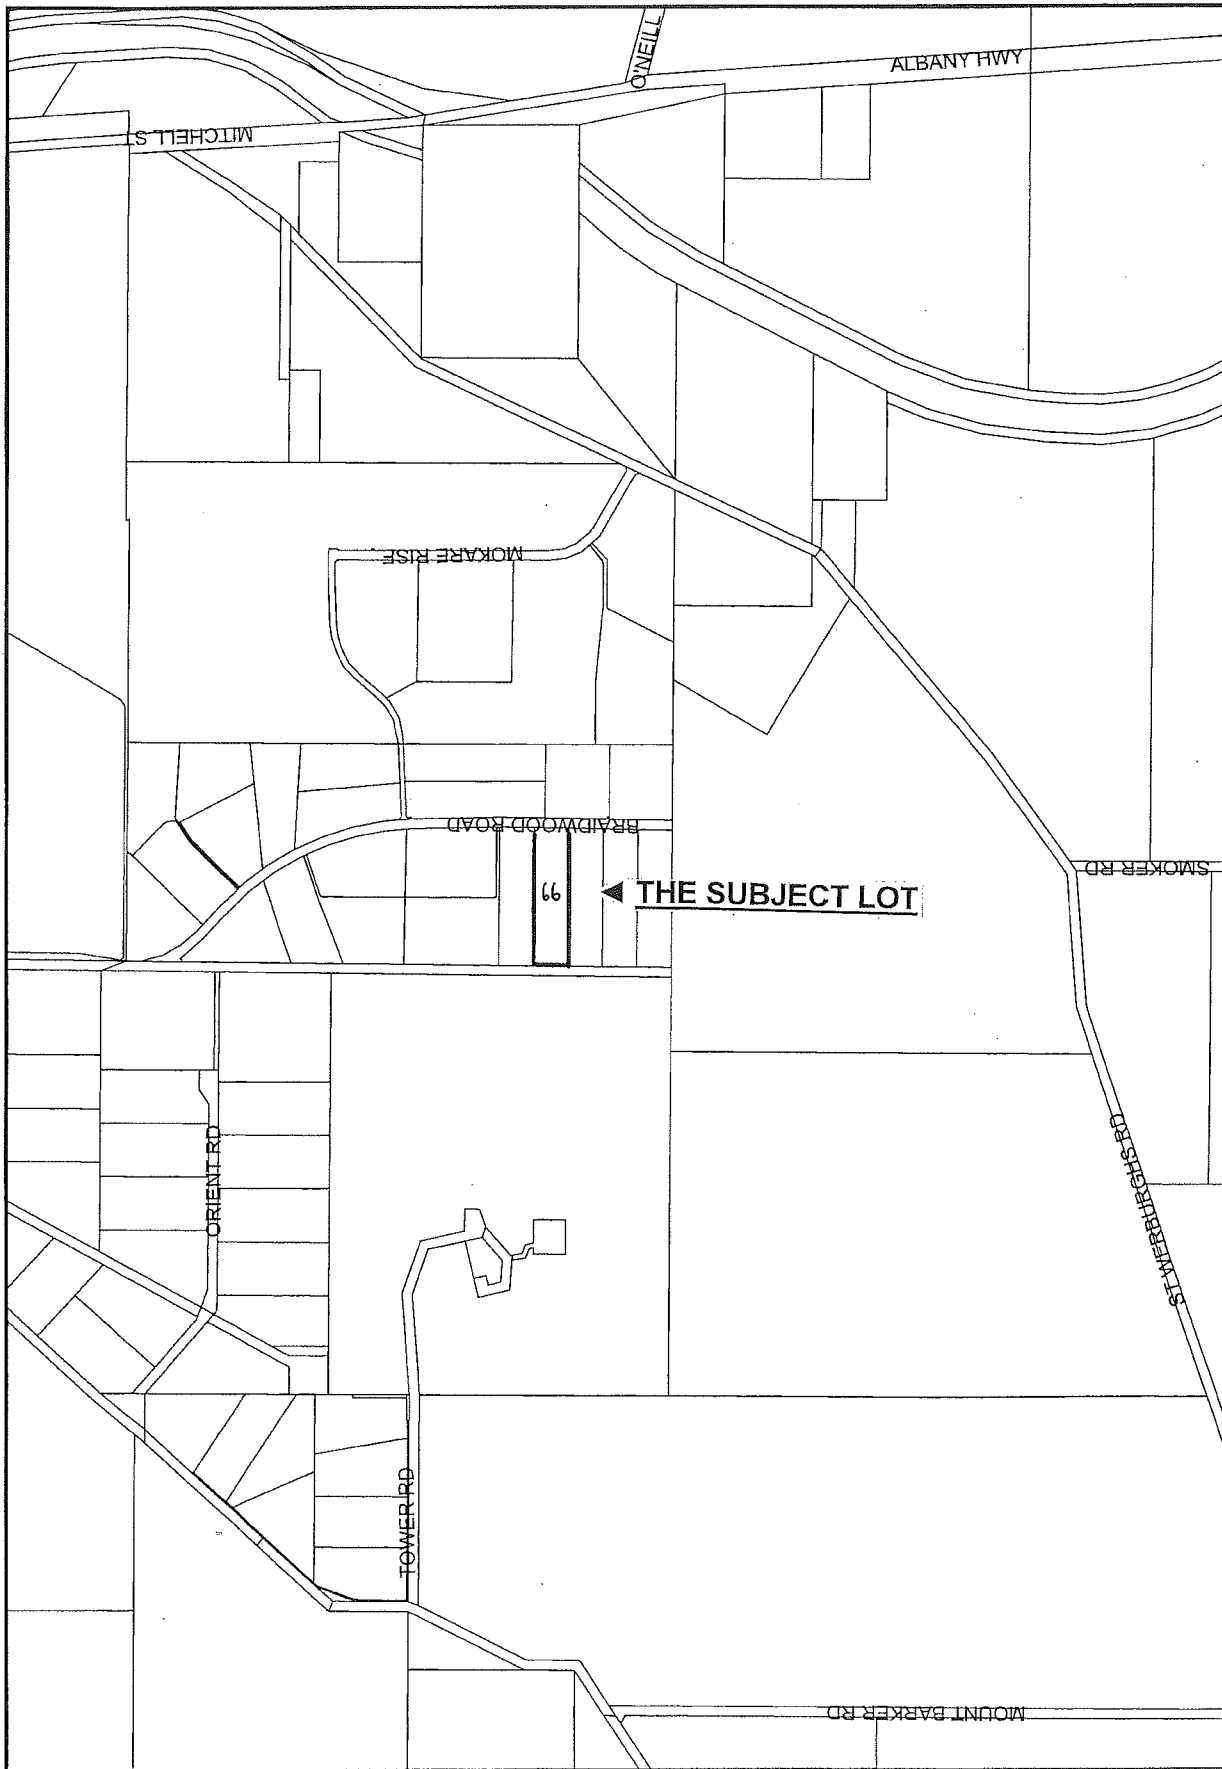 O'NEILL
ALBANY HWY
MITCHELL ST
MOKARE RISE
BRAIDWOOD ROAD
SMOKER RD
THE SUBJECT LOT
ORIENT RD
ST WERBURGHS RD
TOWER RD
MOUNT BARKER RD